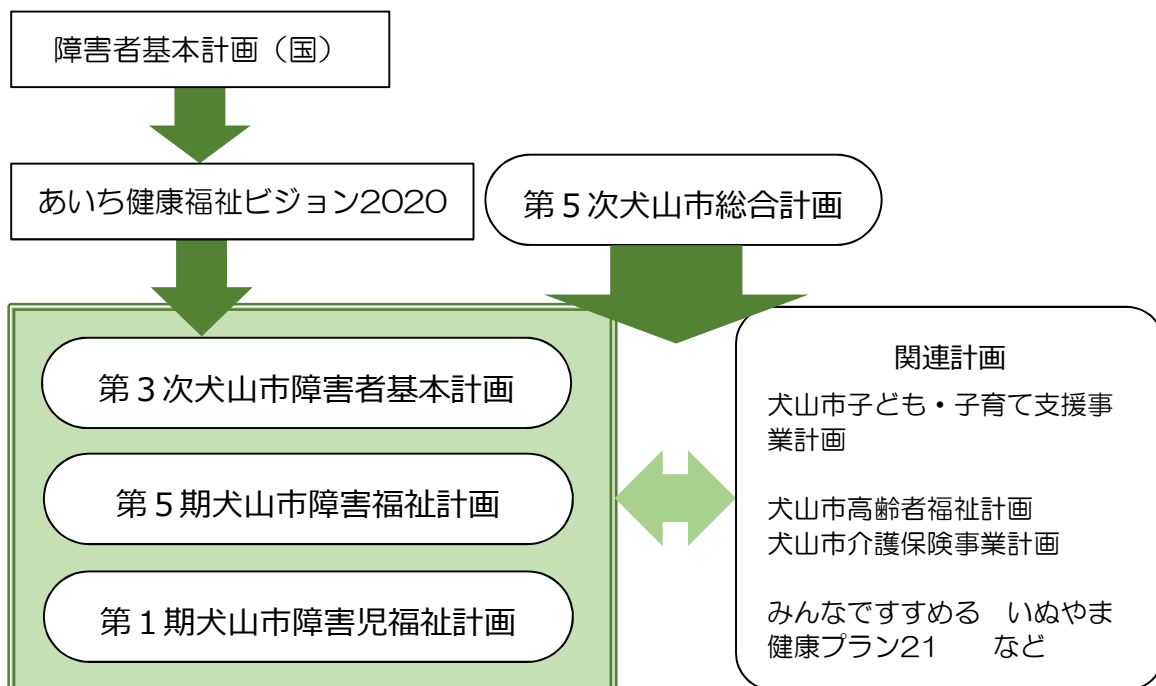 障害者基本計画（国）
あいち健康福祉ビジョン2020
第５次犬山市総合計画
第３次犬山市障害者基本計画
第５期犬山市障害福祉計画
第１期犬山市障害児福祉計画
関連計画
犬山市子ども・子育て支援事
業計画
犬山市高齢者福祉計画
犬山市介護保険事業計画
みんなですすめる　いぬやま
健康プラン21　　など